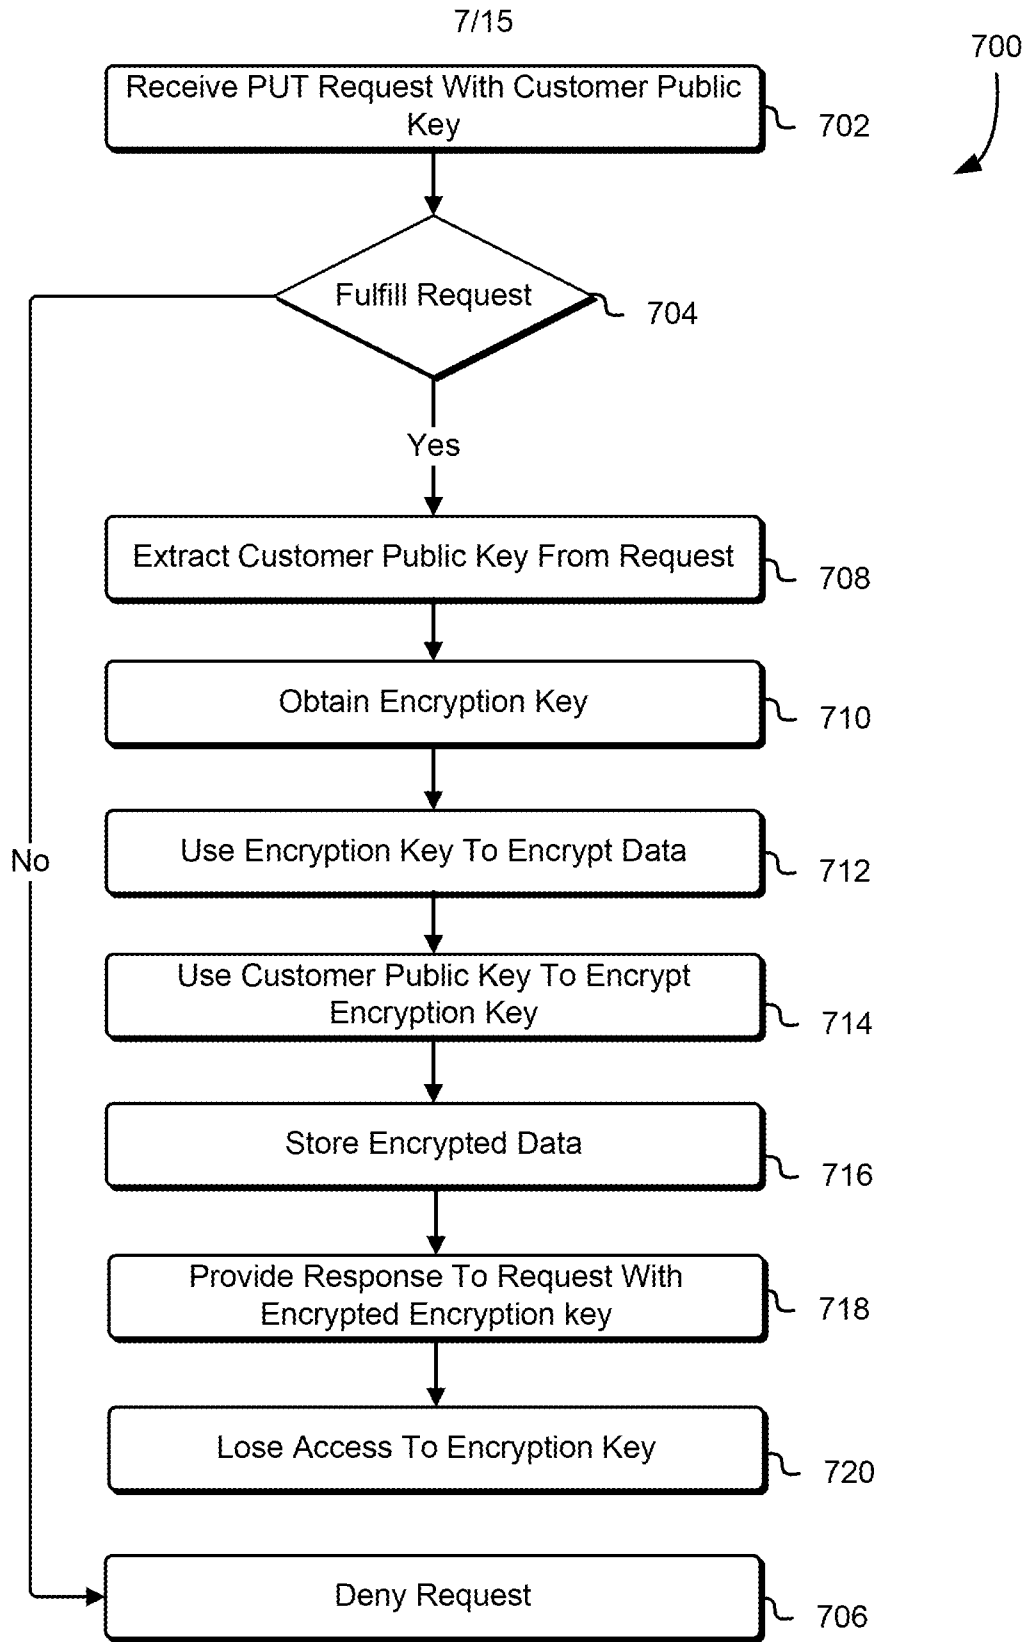 7/15
700
Receive PUT Request With Customer Public
Key
702
Fulfill Request
704
Yes
Extract Customer Public Key From Request
708
Obtain Encryption Key
710
No
Use Encryption Key To Encrypt Data
712
Use Customer Public Key To Encrypt
Encryption Key
714
Store Encrypted Data
716
Provide Response To Request With
Encrypted Encryption key
718
Lose Access To Encryption Key
720
Deny Request
706